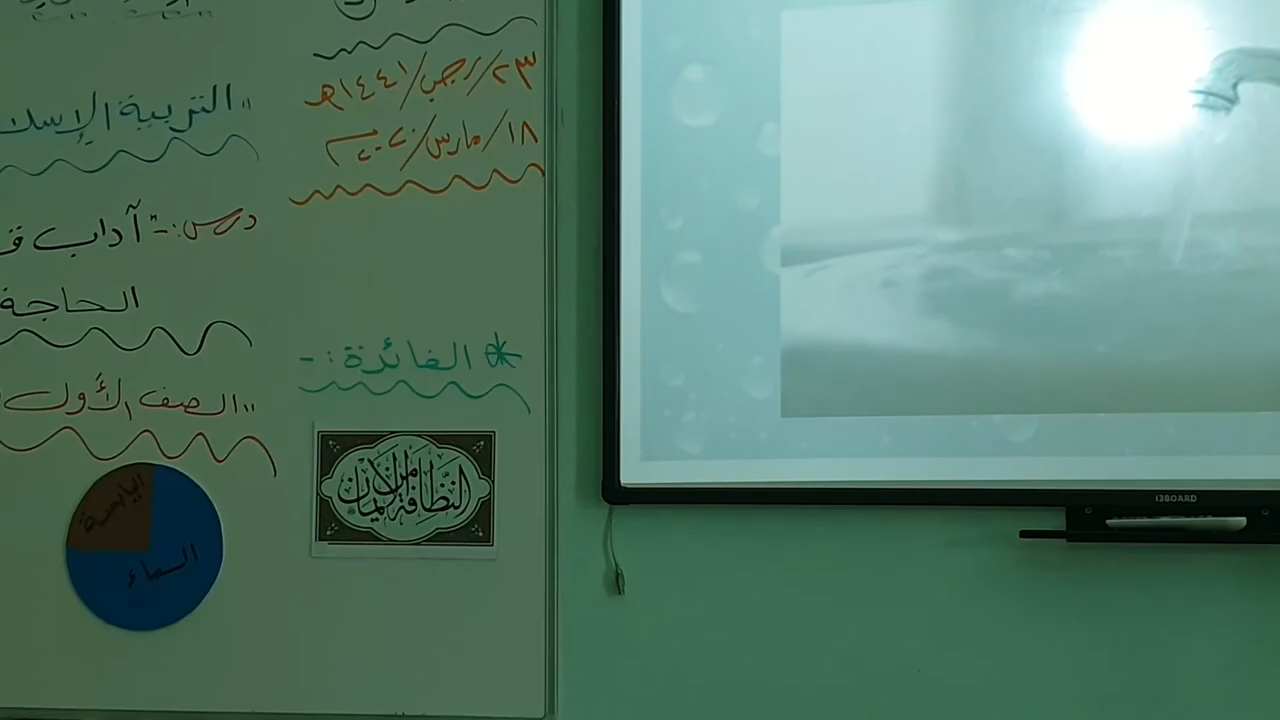 ٢٣/رجب/١٤٤١هـ
١٨/مارس/٢٠٢٠م
"التربية الإسلا
درس:- آداب ق
الحاجة
* الفائدة:-
"الصف الأول
النظافة من الإيمان
اليابسة
الماء
i3BOARD